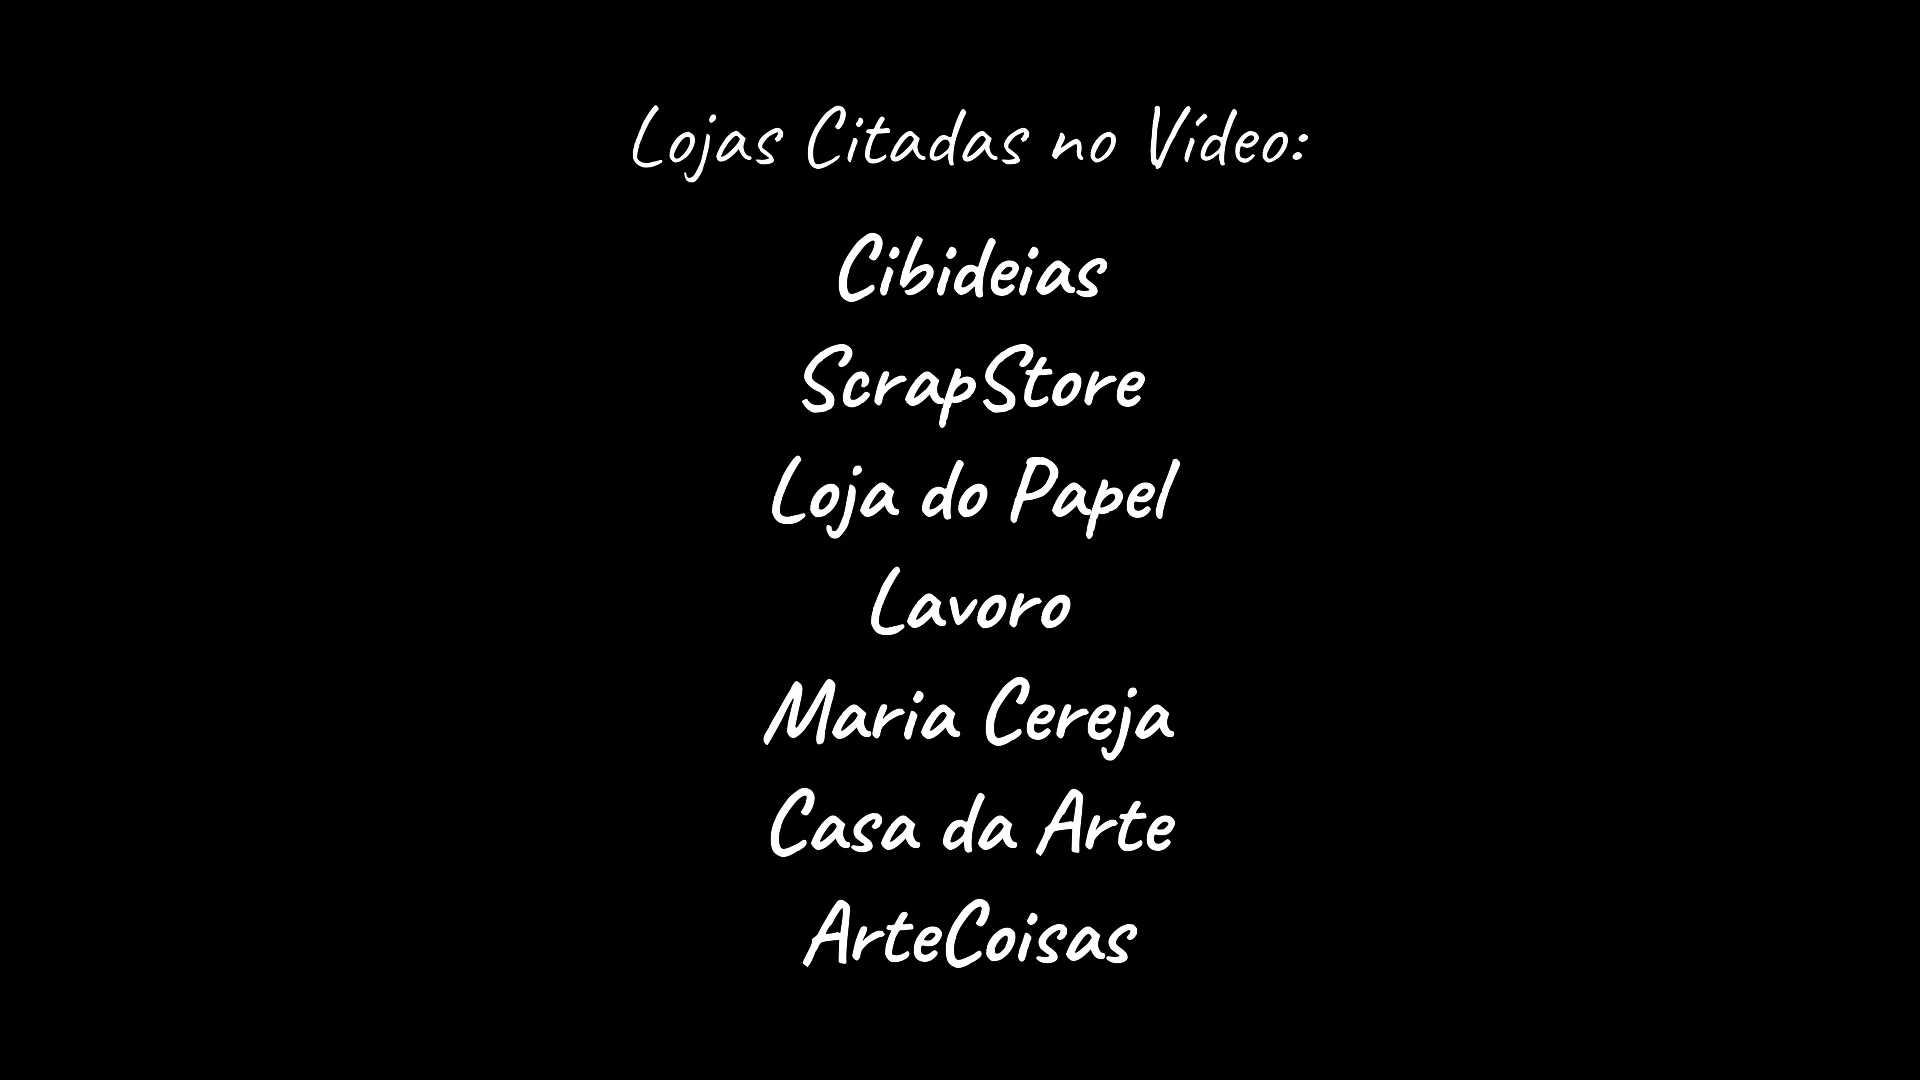 Lojas Citadas no Vídeo:
Cibideias
ScrapStore
Loja do Papel
Lavoro
Maria Cereja
Casa da Arte
ArteCoisas